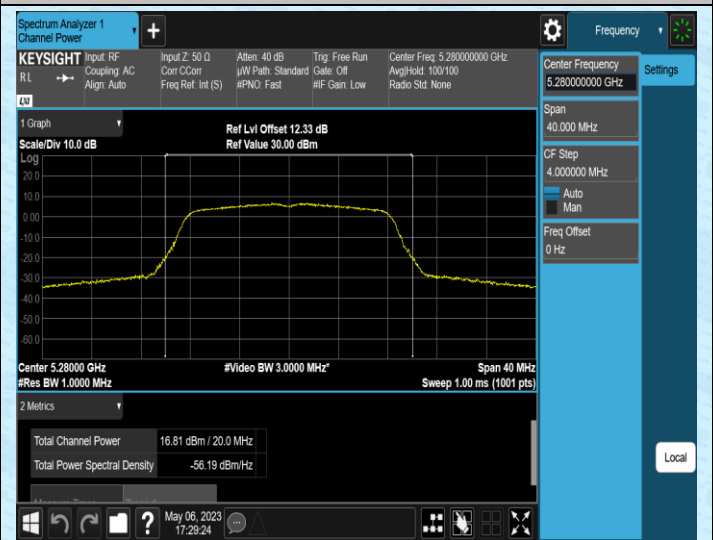 Spectrum Analyzer 1
Channel Power
Frequency
KEYSIGHT
RL
LXI
Input: RF
Coupling: AC
Align: Auto
Input Z: 50 Ω
Corr CCorr
Freq Ref: Int (S)
Atten: 40 dB
µW Path: Standard
#PNO: Fast
Trig: Free Run
Gate: Off
#IF Gain: Low
Center Freq: 5.280000000 GHz
Avg|Hold: 100/100
Radio Std: None
Center Frequency
5.280000000 GHz
Settings
Span
40.000 MHz
CF Step
4.000000 MHz
Auto
Man
Freq Offset
0 Hz
1 Graph
Scale/Div 10.0 dB
Ref Lvl Offset 12.33 dB
Ref Value 30.00 dBm
Log
20.0
10.0
0.00
-10.0
-20.0
-30.0
-40.0
-50.0
-60.0
Center 5.28000 GHz
#Video BW 3.0000 MHz*
Span 40 MHz
#Res BW 1.0000 MHz
Sweep 1.00 ms (1001 pts)
2 Metrics
Total Channel Power 16.81 dBm / 20.0 MHz
Total Power Spectral Density -56.19 dBm/Hz
Local
?
May 06, 2023
17:29:24